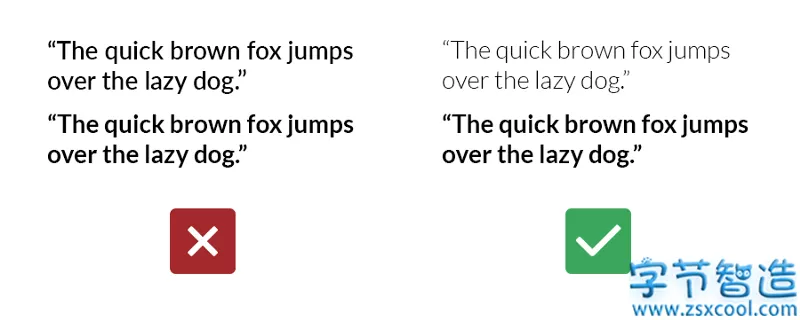 “The quick brown fox jumps
over the lazy dog.”
“The quick brown fox jumps
over the lazy dog.”
“The quick brown fox jumps
over the lazy dog.”
“The quick brown fox jumps
over the lazy dog.”
字节智造
www.zsxcool.com